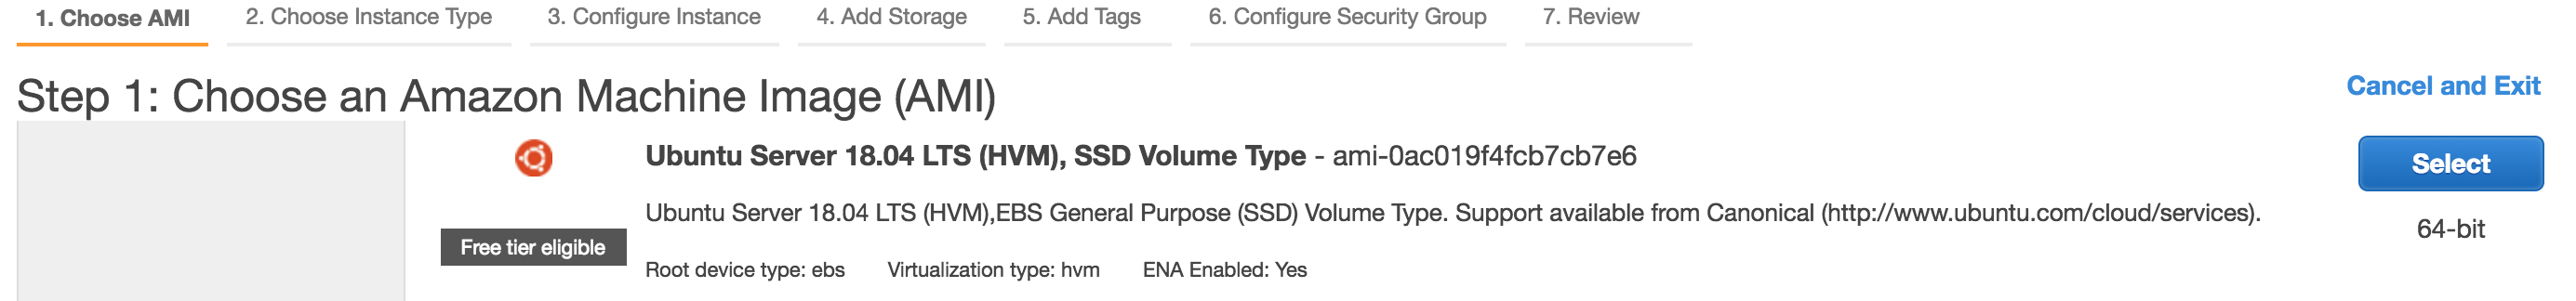 1. Choose AMI 2. Choose Instance Type 3. Configure Instance 4. Add Storage 5. Add Tags 6. Configure Security Group 7. Review
Step 1: Choose an Amazon Machine Image (AMI)
Cancel and Exit
Ubuntu Server 18.04 LTS (HVM), SSD Volume Type - ami-0ac019f4fcb7cb7e6
Select
Ubuntu Server 18.04 LTS (HVM),EBS General Purpose (SSD) Volume Type. Support available from Canonical (http://www.ubuntu.com/cloud/services).
64-bit
Free tier eligible
Root device type: ebs Virtualization type: hvm ENA Enabled: Yes